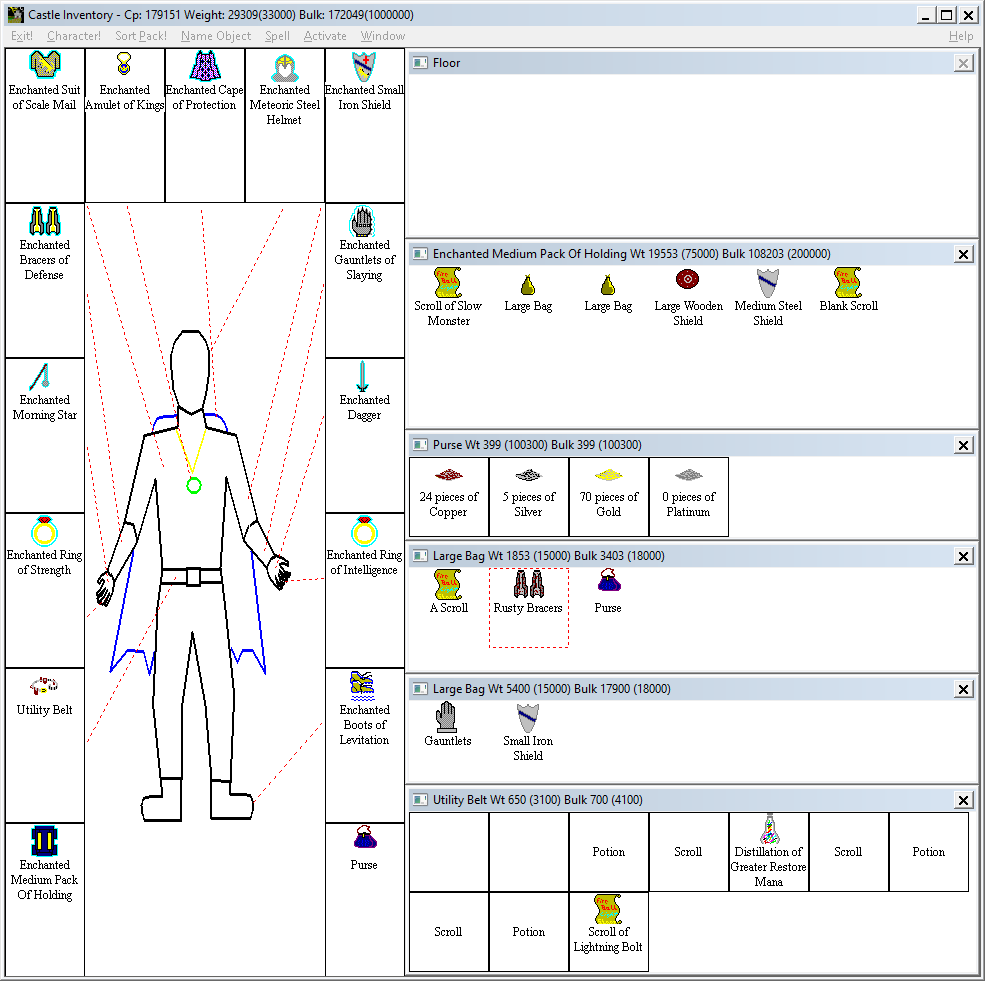 Castle Inventory - Cp: 179151 Weight: 29309(33000) Bulk: 172049(1000000)
Exit! Character! Sort Pack! Name Object Spell Activate Window Help
Enchanted Suit
of Scale Mail
Enchanted
Amulet of Kings
Enchanted Cape
of Protection
Enchanted
Meteoric Steel
Helmet
Enchanted Small
Iron Shield
Enchanted
Bracers of
Defense
Enchanted
Gauntlets of
Slaying
Enchanted
Morning Star
Enchanted
Dagger
Enchanted Ring
of Strength
Enchanted Ring
of Intelligence
Utility Belt
Enchanted
Boots of
Levitation
Enchanted
Medium Pack
Of Holding
Purse
Floor
Enchanted Medium Pack Of Holding Wt 19553 (75000) Bulk 108203 (200000)
Scroll of Slow
Monster
Large Bag
Large Bag
Large Wooden
Shield
Medium Steel
Shield
Blank Scroll
Purse Wt 399 (100300) Bulk 399 (100300)
24 pieces of
Copper
5 pieces of
Silver
70 pieces of
Gold
0 pieces of
Platinum
Large Bag Wt 1853 (15000) Bulk 3403 (18000)
A Scroll
Rusty Bracers
Purse
Large Bag Wt 5400 (15000) Bulk 17900 (18000)
Gauntlets
Small Iron
Shield
Utility Belt Wt 650 (3100) Bulk 700 (4100)
Potion
Scroll
Distillation of
Greater Restore
Mana
Scroll
Potion
Scroll
Potion
Scroll of
Lightning Bolt